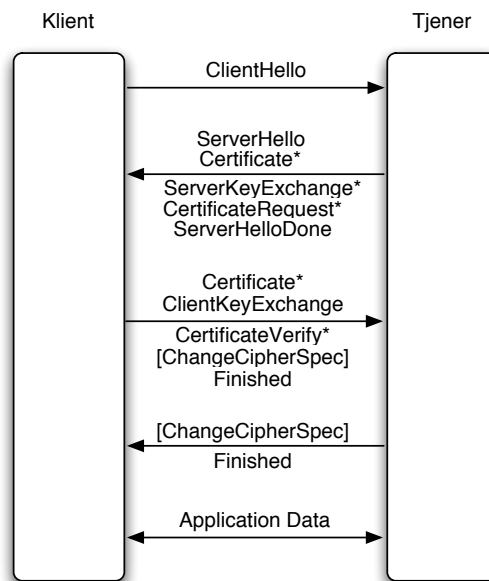 Klient
Tjener
ClientHello
ServerHello
Certificate*
ServerKeyExchange*
CertificateRequest*
ServerHelloDone
Certificate*
ClientKeyExchange
CertificateVerify*
[ChangeCipherSpec]
Finished
[ChangeCipherSpec]
Finished
Application Data